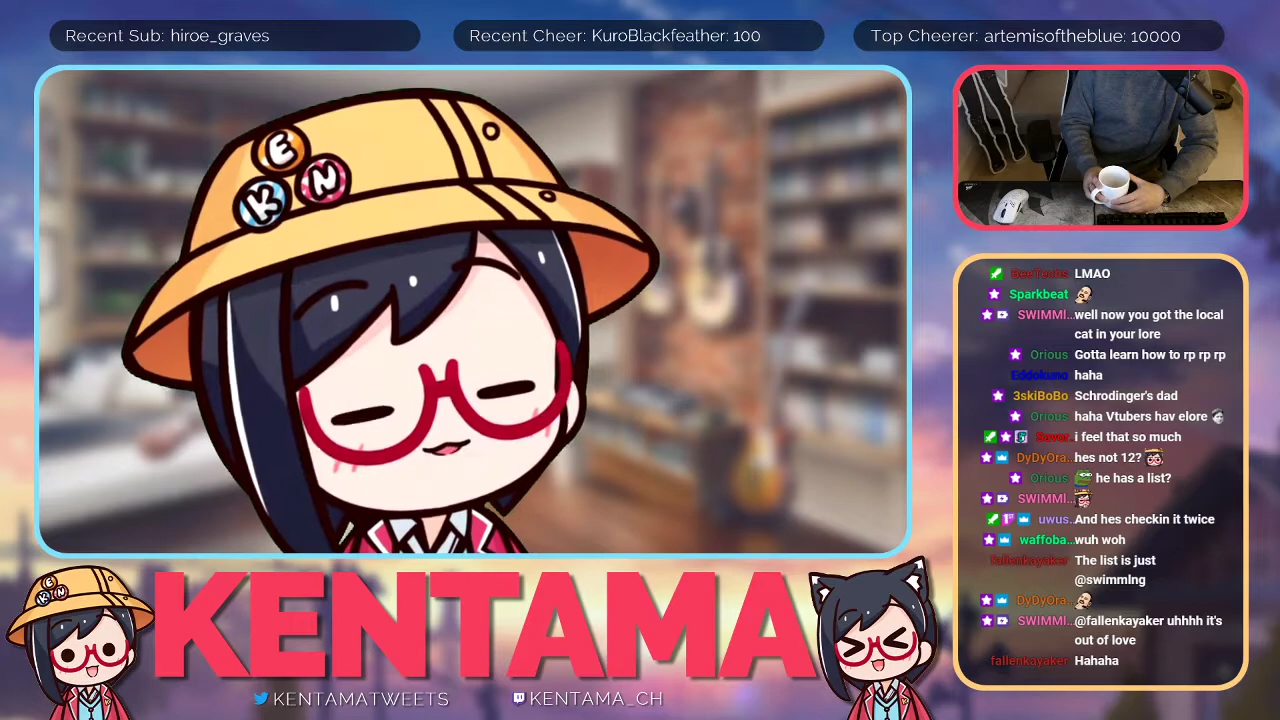 Recent Sub: hiroe_graves
Recent Cheer: KuroBlackfeather: 100
Top Cheerer: artemisoftheblue: 10000
E
K N
LMAO
Sparkbeat
SWIMMI... well now you got the local
cat in your lore
Orious Gotta learn how to rp rp rp
Eddokuno haha
3skiBoBo Schrodinger's dad
Orious haha Vtubers hav elore
i feel that so much
DyDyOra.. hes not 12?
Orious he has a list?
SWIMMI...
uwus.. And hes checkin it twice
waffoba... wuh woh
fallenkayaker The list is just
@swimmlng
DyDyOra..
SWIMMI... @fallenkayaker uhhhh it's
out of love
fallenkayaker Hahaha
E
KIN
KENTAMA
KENTAMATWEETS
KENTAMA_CH